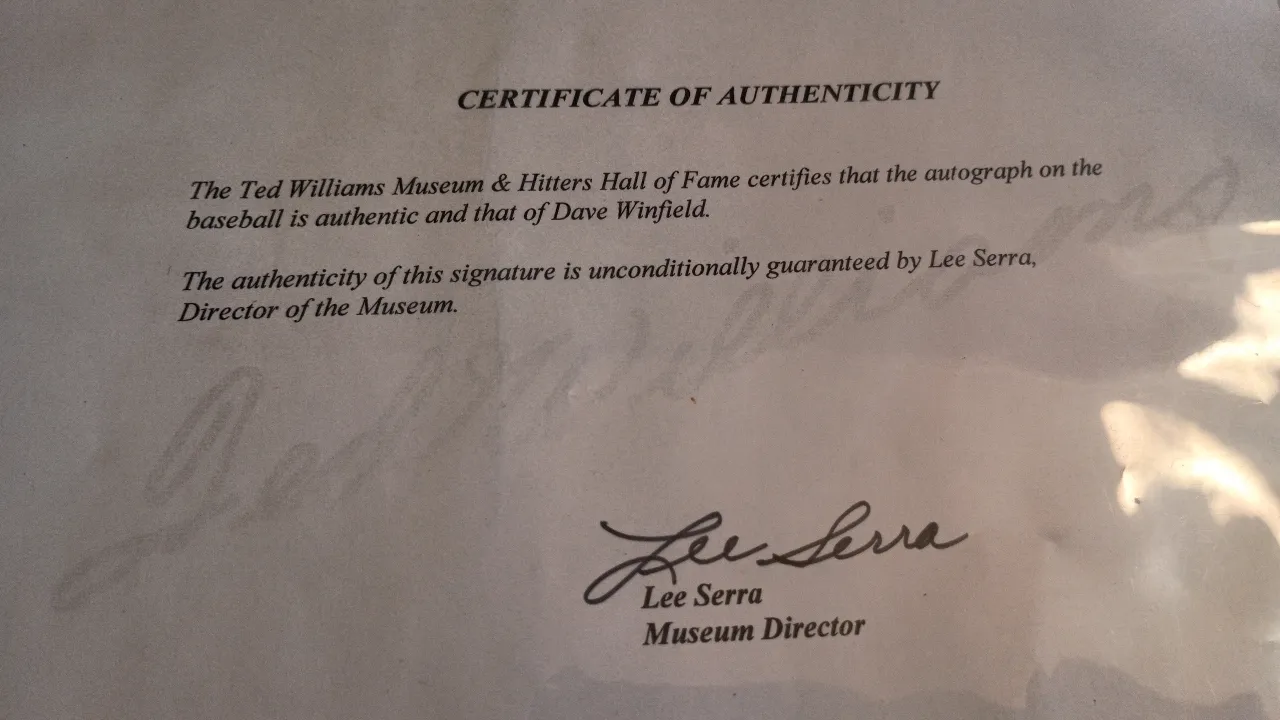 CERTIFICATE OF AUTHENTICITY
The Ted Williams Museum & Hitters Hall of Fame certifies that the autograph on the
baseball is authentic and that of Dave Winfield.
The authenticity of this signature is unconditionally guaranteed by Lee Serra,
Director of the Museum.
Ted Williams
Lee Serra
Lee Serra
Museum Director